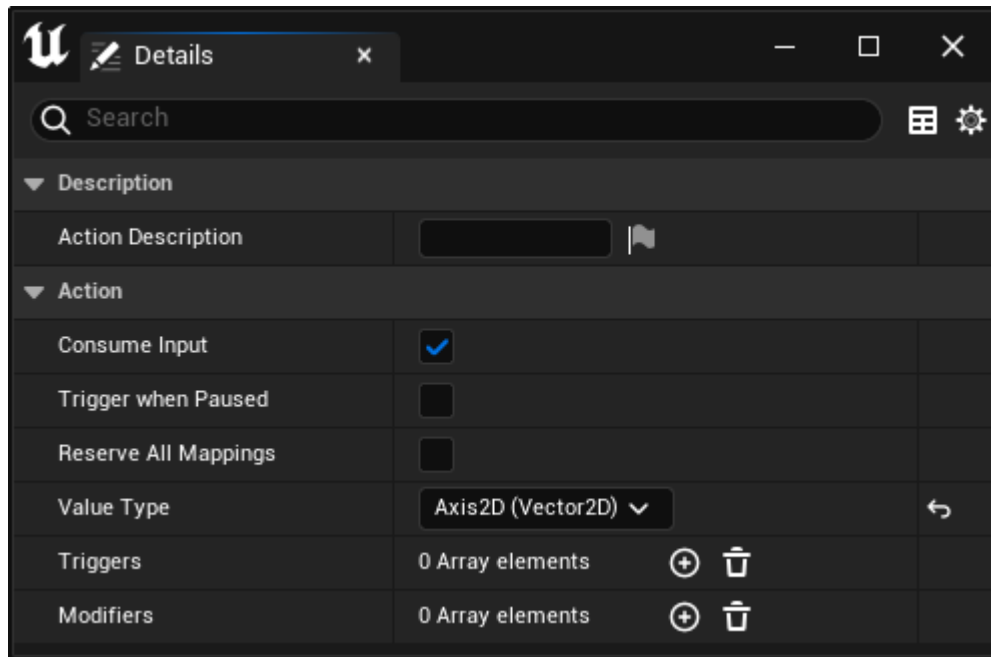 Details
Search
Description
Action Description
Action
Consume Input
Trigger when Paused
Reserve All Mappings
Value Type Axis2D (Vector2D)
Triggers 0 Array elements
Modifiers 0 Array elements